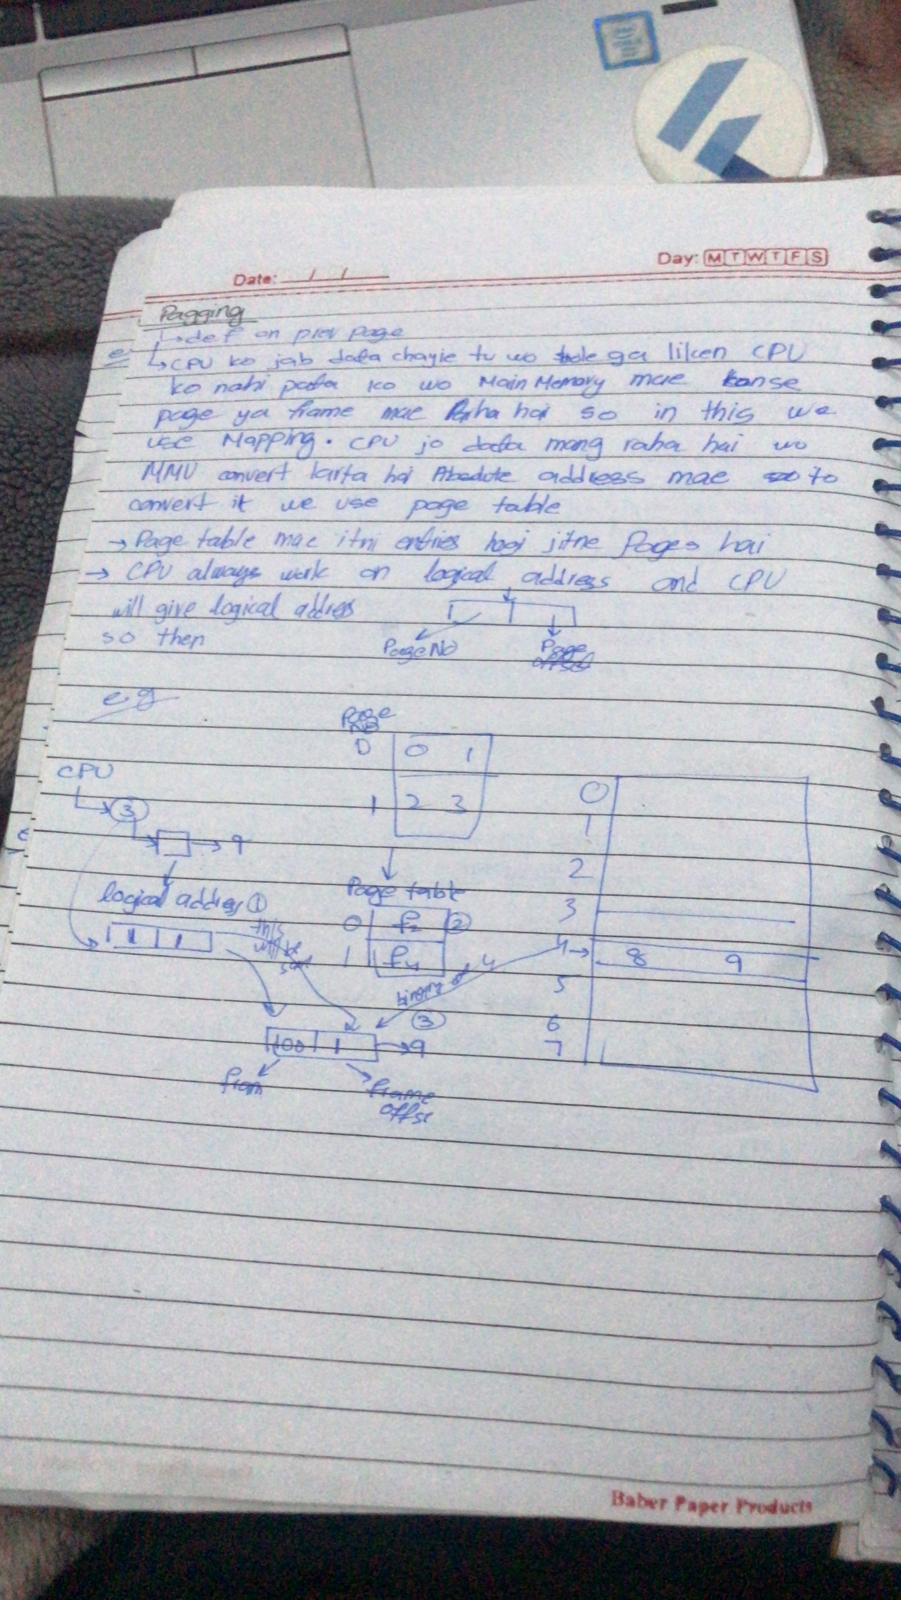 Day: M T W T F S
Date: / /
Pagging
↳ def on prev page
↳ CPU ko jab data chayie tu wo ga liken CPU
ko nahi pata ko wo Main Memory mae konse
page ya frame mae Rha hai so in this we
use Mapping. CPU jo data mang raha hai wo
MMU convert karta hai Absolute address mae to
convert it we use page table
→ Page table mae itni entries hogi jitne Pages hai
→ CPU always work on logical address and CPU
will give logical address
so then
Page No
Page offset
e.g
Page No
0 0 1
1 2 3
CPU
3
9
logical address 1
1 1
this will be
Page table
0 f2 2
1 f4
0
1
2
3
4 → 8 9
5
6
7
binary of 4
3
100 1 → 9
fram
frame
offse
Baber Paper Products